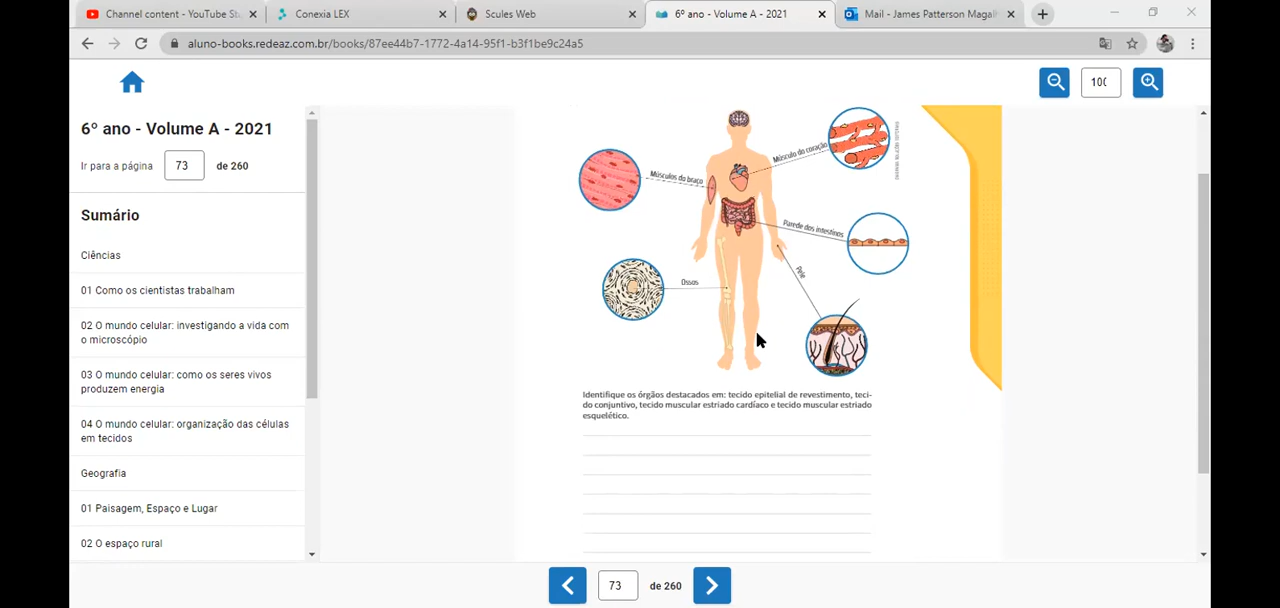 Channel content - YouTube St
Conexia LEX
Scules Web
6º ano - Volume A - 2021
Mail - James Patterson Magal
aluno-books.redeaz.com.br/books/87ee44b7-1772-4a14-95f1-b3f1be9c24a5
100
6º ano - Volume A - 2021
Ir para a página 73 de 260
Sumário
Ciências
01 Como os cientistas trabalham
02 O mundo celular: investigando a vida com
o microscópio
03 O mundo celular: como os seres vivos
produzem energia
04 O mundo celular: organização das células
em tecidos
Geografia
01 Paisagem, Espaço e Lugar
02 O espaço rural
Músculo do coração
Músculos do braço
Parede dos intestinos
Pele
Ossos
Identifique os órgãos destacados em: tecido epitelial de revestimento, teci-
do conjuntivo, tecido muscular estriado cardíaco e tecido muscular estriado
esquelético.
73 de 260